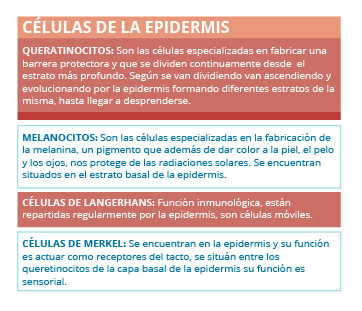 CÉLULAS DE LA EPIDERMIS
QUERATINOCITOS: Son las células especializadas en fabricar una
barrera protectora y que se dividen continuamente desde el
estrato más profundo. Según se van dividiendo van ascendiendo y
evolucionando por la epidermis formando diferentes estratos de la
misma, hasta llegar a desprenderse.
MELANOCITOS: Son las células especializadas en la fabricación de
la melanina, un pigmento que además de dar color a la piel, el pelo
y los ojos, nos protege de las radiaciones solares. Se encuentran
situados en el estrato basal de la epidermis.
CÉLULAS DE LANGERHANS: Función inmunológica, están
repartidas regularmente por la epidermis, son células móviles.
CÉLULAS DE MERKEL: Se encuentran en la epidermis y su función
es actuar como receptores del tacto, se situán entre los
queretinocitos de la capa basal de la epidermis su función es
sensorial.